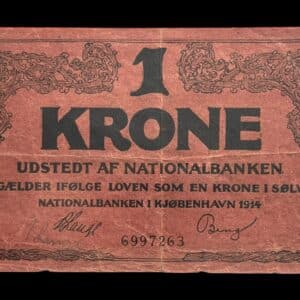 1
KRONE
UDSTEDT AF NATIONALBANKEN
GÆLDER IFØLGE LOVEN SOM EN KRONE I SØLV
NATIONALBANKEN I KJØBENHAVN 1914
6997263